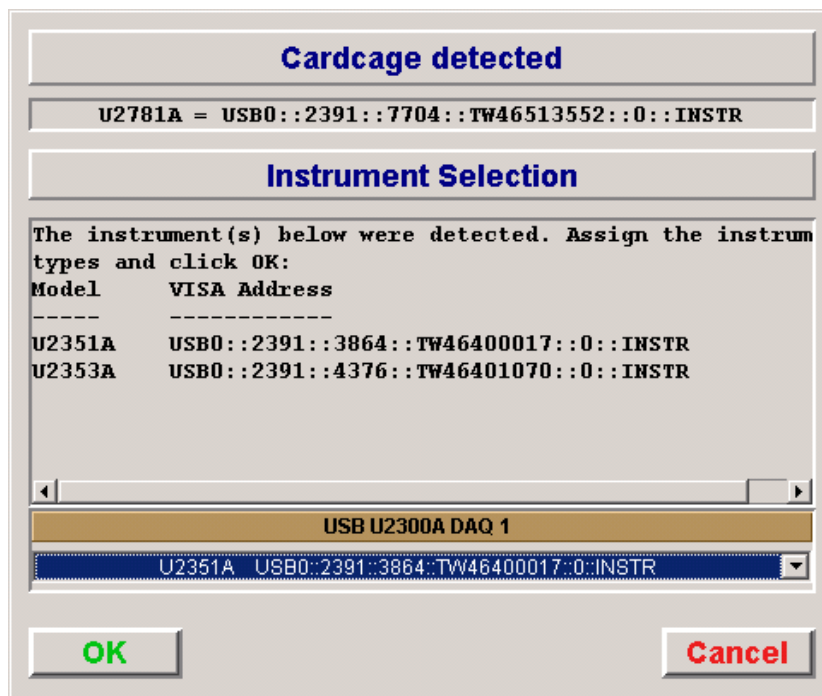 Cardcage detected
U2781A = USB0::2391::7704::TW46513552::0::INSTR
Instrument Selection
The instrument(s) below were detected. Assign the instrum
types and click OK:
Model VISA Address
----- ------------
U2351A USB0::2391::3864::TW46400017::0::INSTR
U2353A USB0::2391::4376::TW46401070::0::INSTR
USB U2300A DAQ 1
U2351A USB0::2391::3864::TW46400017::0::INSTR
OK
Cancel